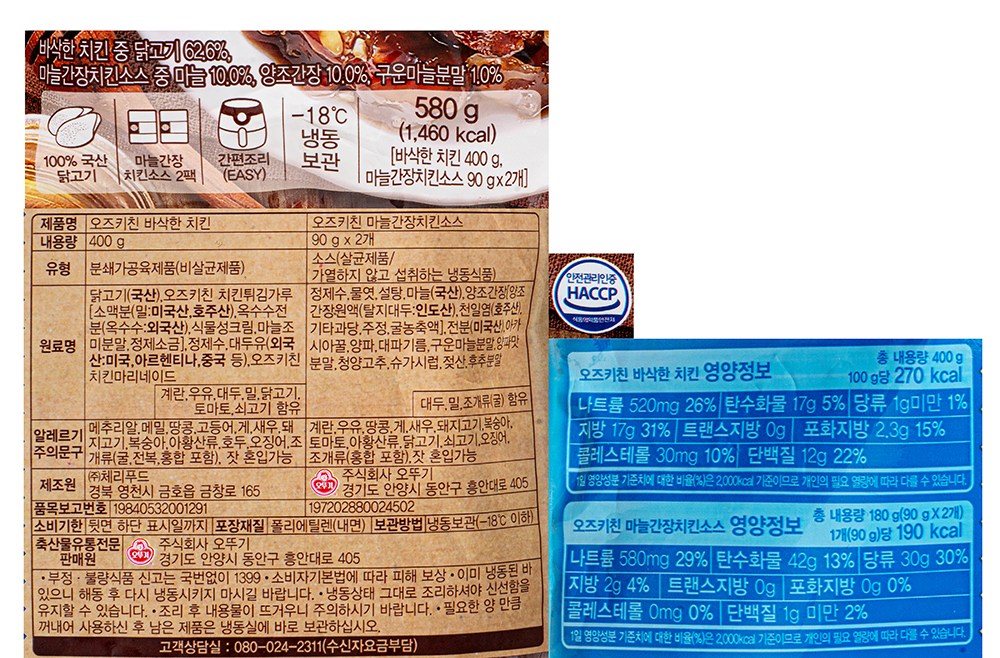 바삭한 치킨 중 닭고기 62.6%,
마늘간장치킨소스 중 마늘 10.0%, 양조간장 10.0%, 구운마늘분말 1.0%
100% 국산
닭고기
마늘간장
치킨소스 2팩
간편조리
(EASY)
-18℃
냉동
보관
580 g
(1,460 kcal)
[바삭한 치킨 400 g,
마늘간장치킨소스 90 g x 2개]
제품명 오즈키친 바삭한 치킨 오즈키친 마늘간장치킨소스
내용량 400 g 90 g x 2개
유형 분쇄가공육제품(비살균제품) 소스(살균제품/
가열하지 않고 섭취하는 냉동식품)
원료명
닭고기(국산),오즈키친 치킨튀김가루
[소맥분(밀:미국산,호주산),옥수수전
분(옥수수:외국산),식물성크림,마늘조
미분말,정제소금],정제수,대두유(외국
산:미국,아르헨티나,중국 등),오즈키친
치킨마리네이드
계란,우유,대두,밀,닭고기,
토마토,쇠고기 함유
정제수,물엿,설탕,마늘(국산),양조간장[양조
간장원액(탈지대두:인도산),천일염(호주산),
기타과당,주정,굴농축액],전분(미국산),아카
시아꿀,양파,대파기름,구운마늘분말,양파맛
분말,청양고추,슈가시럽,젖산,후추분말
대두,밀,조개류(굴) 함유
알레르기
주의문구
메추리알,메밀,땅콩,고등어,게,새우,돼
지고기,복숭아,아황산류,호두,오징어,조
개류(굴,전복,홍합 포함), 잣 혼입가능
계란,우유,땅콩,게,새우,돼지고기,복숭아,
토마토,아황산류,닭고기,쇠고기,오징어,
조개류(홍합 포함),잣 혼입가능
제조원 ㈜체리푸드
경북 영천시 금호읍 금창로 165
오뚜기 주식회사 오뚜기
경기도 안양시 동안구 흥안대로 405
품목보고번호 19840532001291 197202880024502
소비기한 뒷면 하단 표시일까지 포장재질 폴리에틸렌(내면) 보관방법 냉동보관(-18℃ 이하)
축산물유통전문
판매원
오뚜기 주식회사 오뚜기
경기도 안양시 동안구 흥안대로 405
• 부정·불량식품 신고는 국번없이 1399 • 소비자기본법에 따라 피해 보상 • 이미 냉동된 바
있으니 해동 후 다시 냉동시키지 마시길 바랍니다. • 냉동상태 그대로 조리하셔야 신선함을
유지할 수 있습니다. • 조리 후 내용물이 뜨거우니 주의하시기 바랍니다. • 필요한 양 만큼
꺼내어 사용하신 후 남은 제품은 냉동실에 바로 보관하십시오.
고객상담실 : 080-024-2311(수신자요금부담)
안전관리인증
HACCP
식품의약품안전처
오즈키친 바삭한 치킨 영양정보
총 내용량 400 g
100 g당 270 kcal
나트륨 520mg 26% 탄수화물 17g 5% 당류 1g미만 1%
지방 17g 31% 트랜스지방 0g 포화지방 2.3g 15%
콜레스테롤 30mg 10% 단백질 12g 22%
1일 영양성분 기준치에 대한 비율(%)은 2,000kcal 기준이므로 개인의 필요 열량에 따라 다를 수 있습니다.
오즈키친 마늘간장치킨소스 영양정보
총 내용량 180 g(90 g X 2개)
1개(90 g)당 190 kcal
나트륨 580mg 29% 탄수화물 42g 13% 당류 30g 30%
지방 2g 4% 트랜스지방 0g 포화지방 0g 0%
콜레스테롤 0mg 0% 단백질 1g 미만 2%
1일 영양성분 기준치에 대한 비율(%)은 2,000kcal 기준이므로 개인의 필요 열량에 따라 다를 수 있습니다.